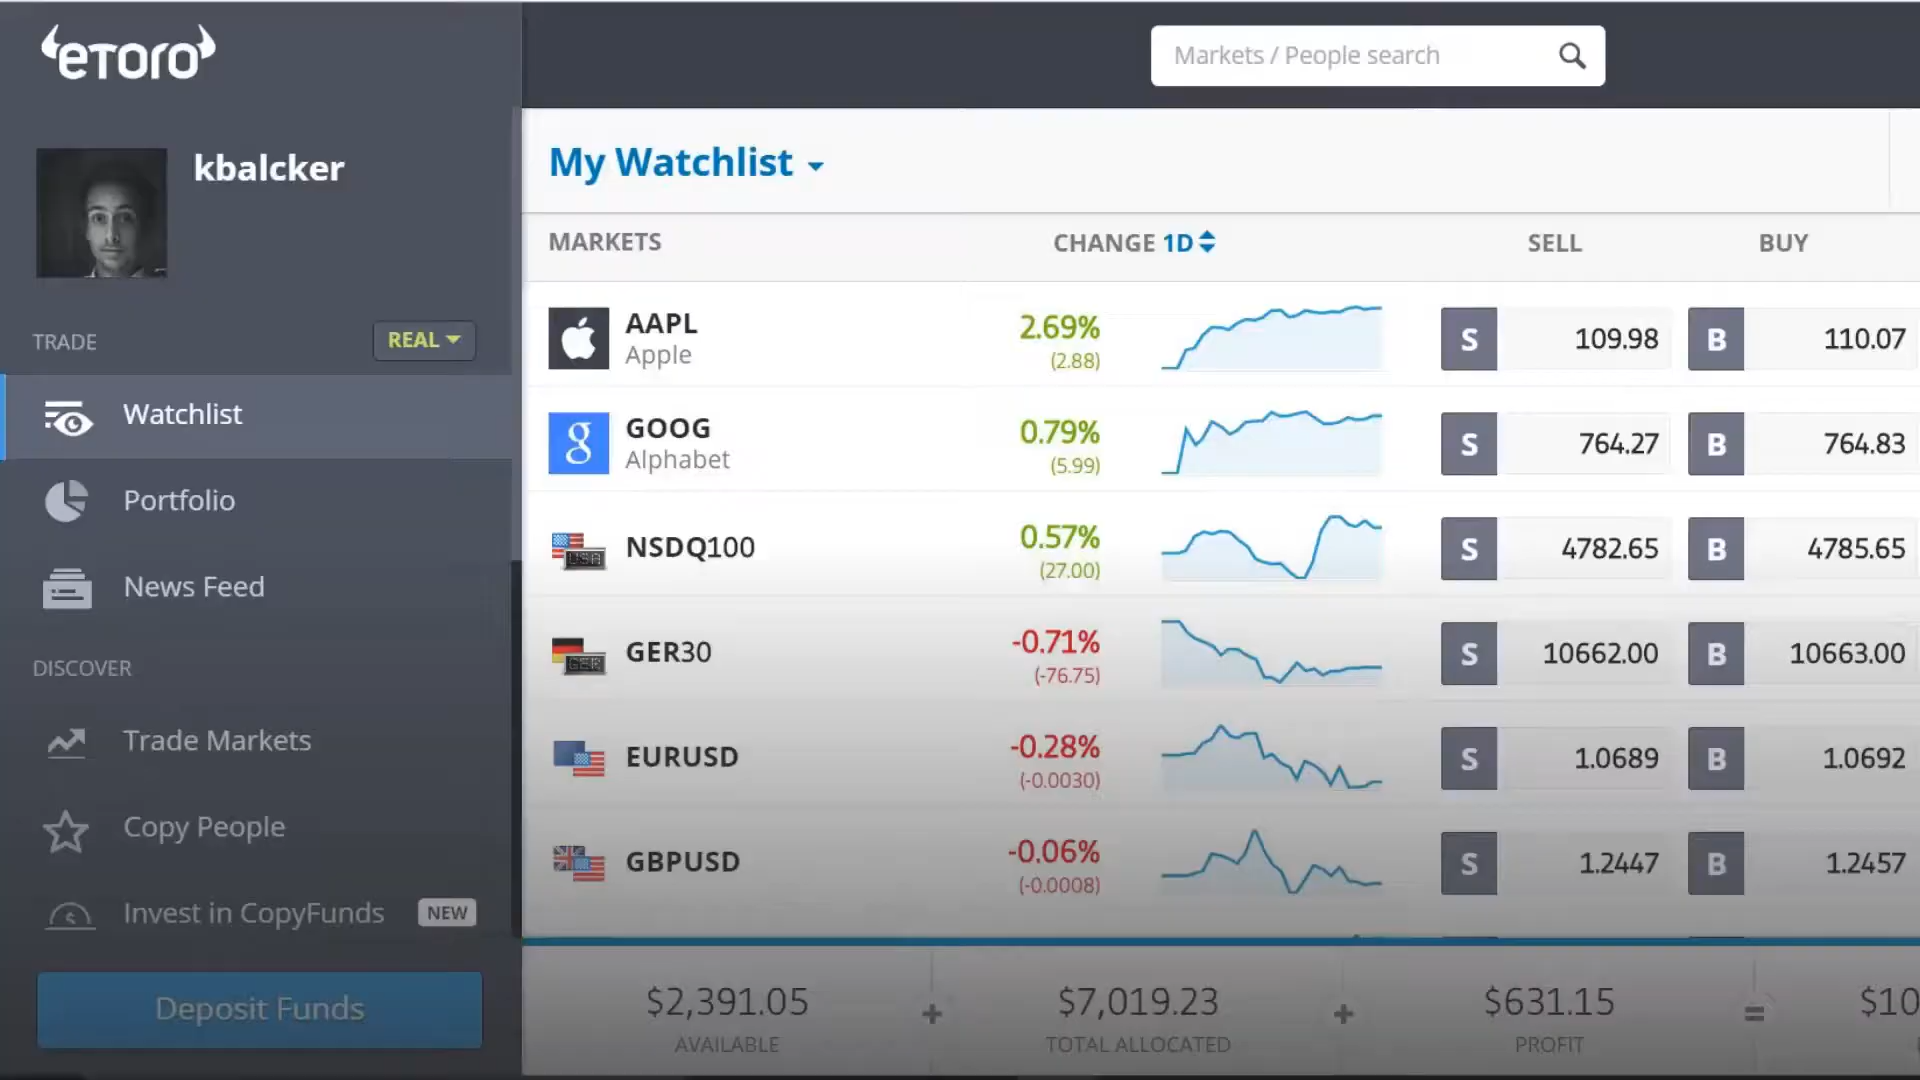 eToro
Markets / People search
kbalcker
My Watchlist
MARKETS CHANGE 1D SELL BUY
TRADE REAL
AAPL
Apple
2.69%
(2.88)
S 109.98 B 110.07
Watchlist
GOOG
Alphabet
0.79%
(5.99)
S 764.27 B 764.83
Portfolio
NSDQ100
USA
0.57%
(27.00)
S 4782.65 B 4785.65
News Feed
GER30
GER
-0.71%
(-76.75)
S 10662.00 B 10663.00
DISCOVER
Trade Markets
EURUSD
-0.28%
(-0.0030)
S 1.0689 B 1.0692
Copy People
GBPUSD
-0.06%
(-0.0008)
S 1.2447 B 1.2457
Invest in CopyFunds NEW
Deposit Funds
$2,391.05 + $7,019.23 + $631.15 = $10
AVAILABLE TOTAL ALLOCATED PROFIT